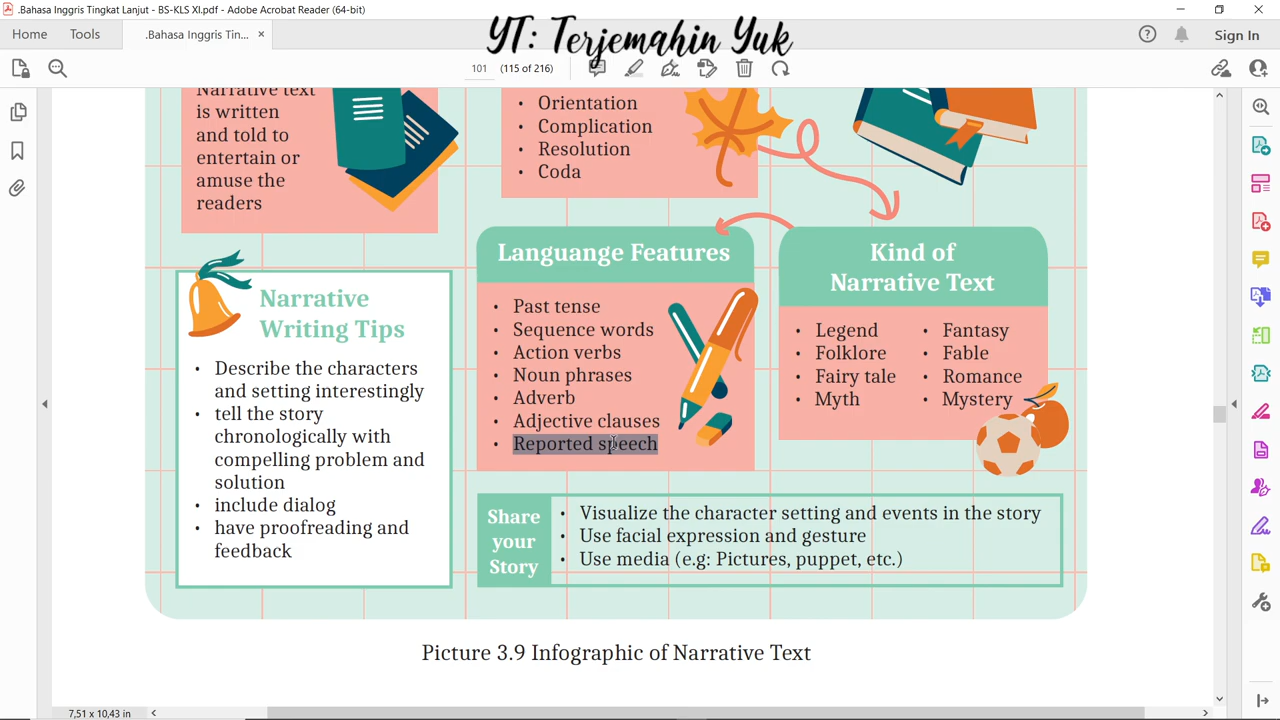 .Bahasa Inggris Tingkat Lanjut - BS-KLS XI.pdf - Adobe Acrobat Reader (64-bit)
YT: Terjemahin Yuk
Home
Tools
.Bahasa Inggris Tin...
×
Sign In
101
(115 of 216)
Narrative text
is written
and told to
entertain or
amuse the
readers
• Orientation
• Complication
• Resolution
• Coda
Narrative
Writing Tips
• Describe the characters
and setting interestingly
• tell the story
chronologically with
compelling problem and
solution
• include dialog
• have proofreading and
feedback
Languange Features
• Past tense
• Sequence words
• Action verbs
• Noun phrases
• Adverb
• Adjective clauses
• Reported speech
Kind of
Narrative Text
• Legend
• Folklore
• Fairy tale
• Myth
• Fantasy
• Fable
• Romance
• Mystery
Share
your
Story
• Visualize the character setting and events in the story
• Use facial expression and gesture
• Use media (e.g: Pictures, puppet, etc.)
Picture 3.9 Infographic of Narrative Text
7,51 x 10,43 in